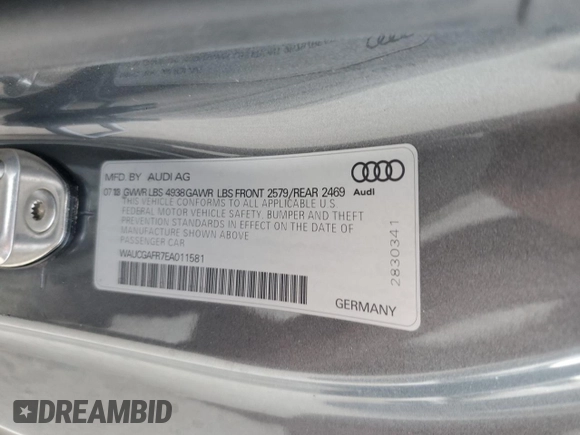 MFD. BY AUDI AG
GVWR LBS 4938 GAWR LBS FRONT 2579/REAR 2469
THIS VEHICLE CONFORMS TO ALL APPLICABLE U.S.
FEDERAL MOTOR VEHICLE SAFETY, BUMPER AND THEFT
PREVENTION STANDARDS IN EFFECT ON THE DATE OF
MANUFACTURE SHOWN ABOVE.
PASSENGER CAR
WAUCGAFR7EA011581
Audi
2830341
GERMANY
DREAMBID